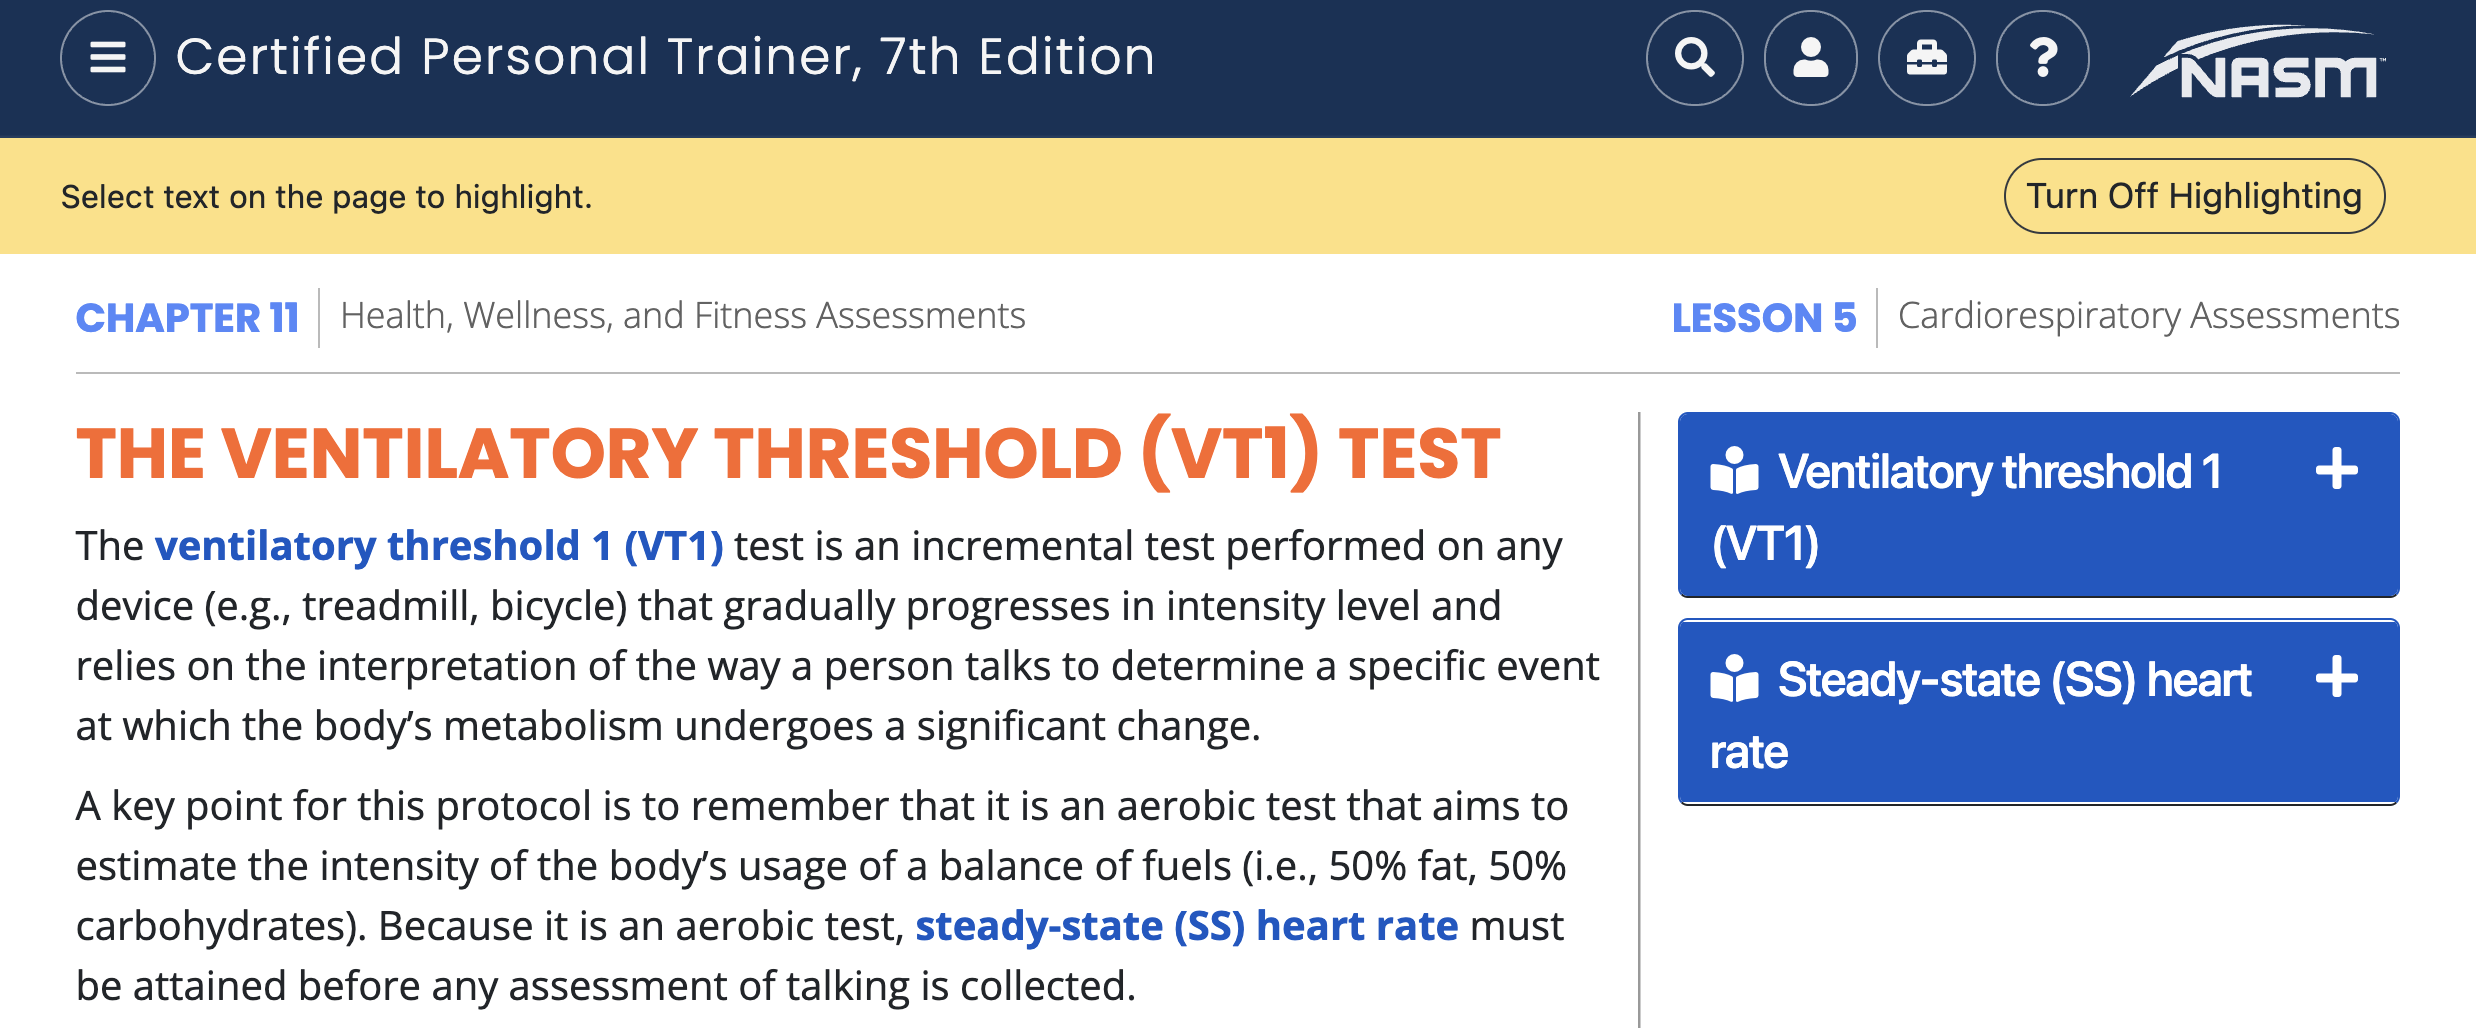 Certified Personal Trainer, 7th Edition
NASM™
Select text on the page to highlight.
Turn Off Highlighting
CHAPTER 11 Health, Wellness, and Fitness Assessments
LESSON 5 Cardiorespiratory Assessments
THE VENTILATORY THRESHOLD (VT1) TEST
The ventilatory threshold 1 (VT1) test is an incremental test performed on any
device (e.g., treadmill, bicycle) that gradually progresses in intensity level and
relies on the interpretation of the way a person talks to determine a specific event
at which the body’s metabolism undergoes a significant change.
A key point for this protocol is to remember that it is an aerobic test that aims to
estimate the intensity of the body’s usage of a balance of fuels (i.e., 50% fat, 50%
carbohydrates). Because it is an aerobic test, steady-state (SS) heart rate must
be attained before any assessment of talking is collected.
Ventilatory threshold 1
(VT1)
Steady-state (SS) heart
rate